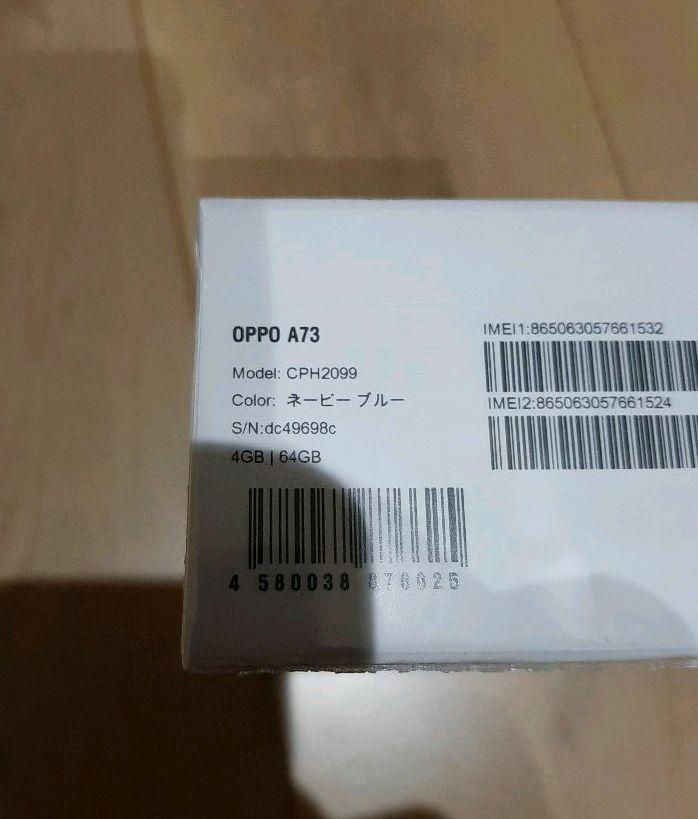 OPPO A73
Model: CPH2099
Color: ネービー ブルー
S/N:dc49698c
4GB | 64GB
4 580038 876625
IMEI1:865063057661532
IMEI2:865063057661524